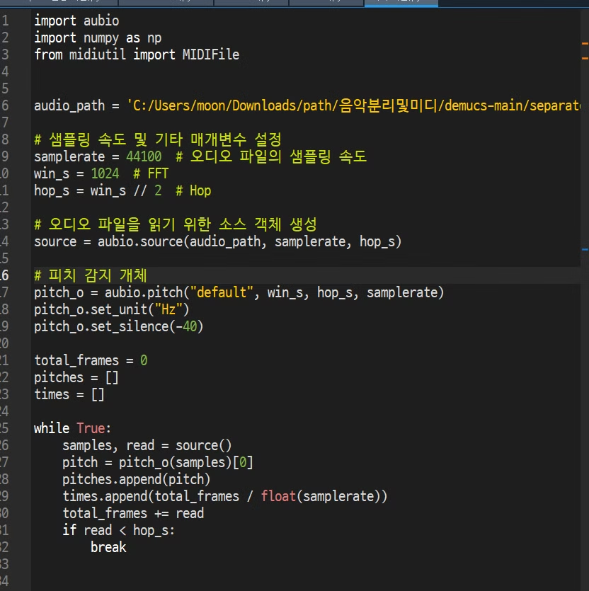 import aubio
import numpy as np
from midiutil import MIDIFile
audio_path = 'C:/Users/moon/Downloads/path/음악분리및미디/demucs-main/separat
# 샘플링 속도 및 기타 매개변수 설정
samplerate = 44100  # 오디오 파일의 샘플링 속도
win_s = 1024  # FFT
hop_s = win_s // 2  # Hop
# 오디오 파일을 읽기 위한 소스 객체 생성
source = aubio.source(audio_path, samplerate, hop_s)
# 피치 감지 개체
pitch_o = aubio.pitch("default", win_s, hop_s, samplerate)
pitch_o.set_unit("Hz")
pitch_o.set_silence(-40)
total_frames = 0
pitches = []
times = []
while True:
    samples, read = source()
    pitch = pitch_o(samples)[0]
    pitches.append(pitch)
    times.append(total_frames / float(samplerate))
    total_frames += read
    if read < hop_s:
        break